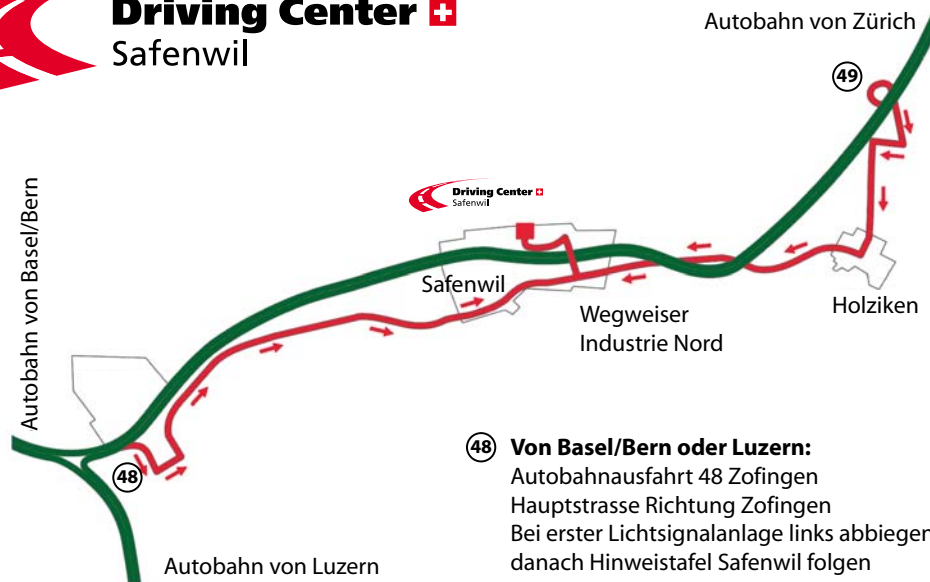 Driving Center
Safenwil
Autobahn von Zürich
49
Autobahn von Basel/Bern
Driving Center
Safenwil
Safenwil
Wegweiser
Industrie Nord
Holziken
48
Autobahn von Luzern
48 Von Basel/Bern oder Luzern:
Autobahnausfahrt 48 Zofingen
Hauptstrasse Richtung Zofingen
Bei erster Lichtsignalanlage links abbiegen
danach Hinweistafel Safenwil folgen